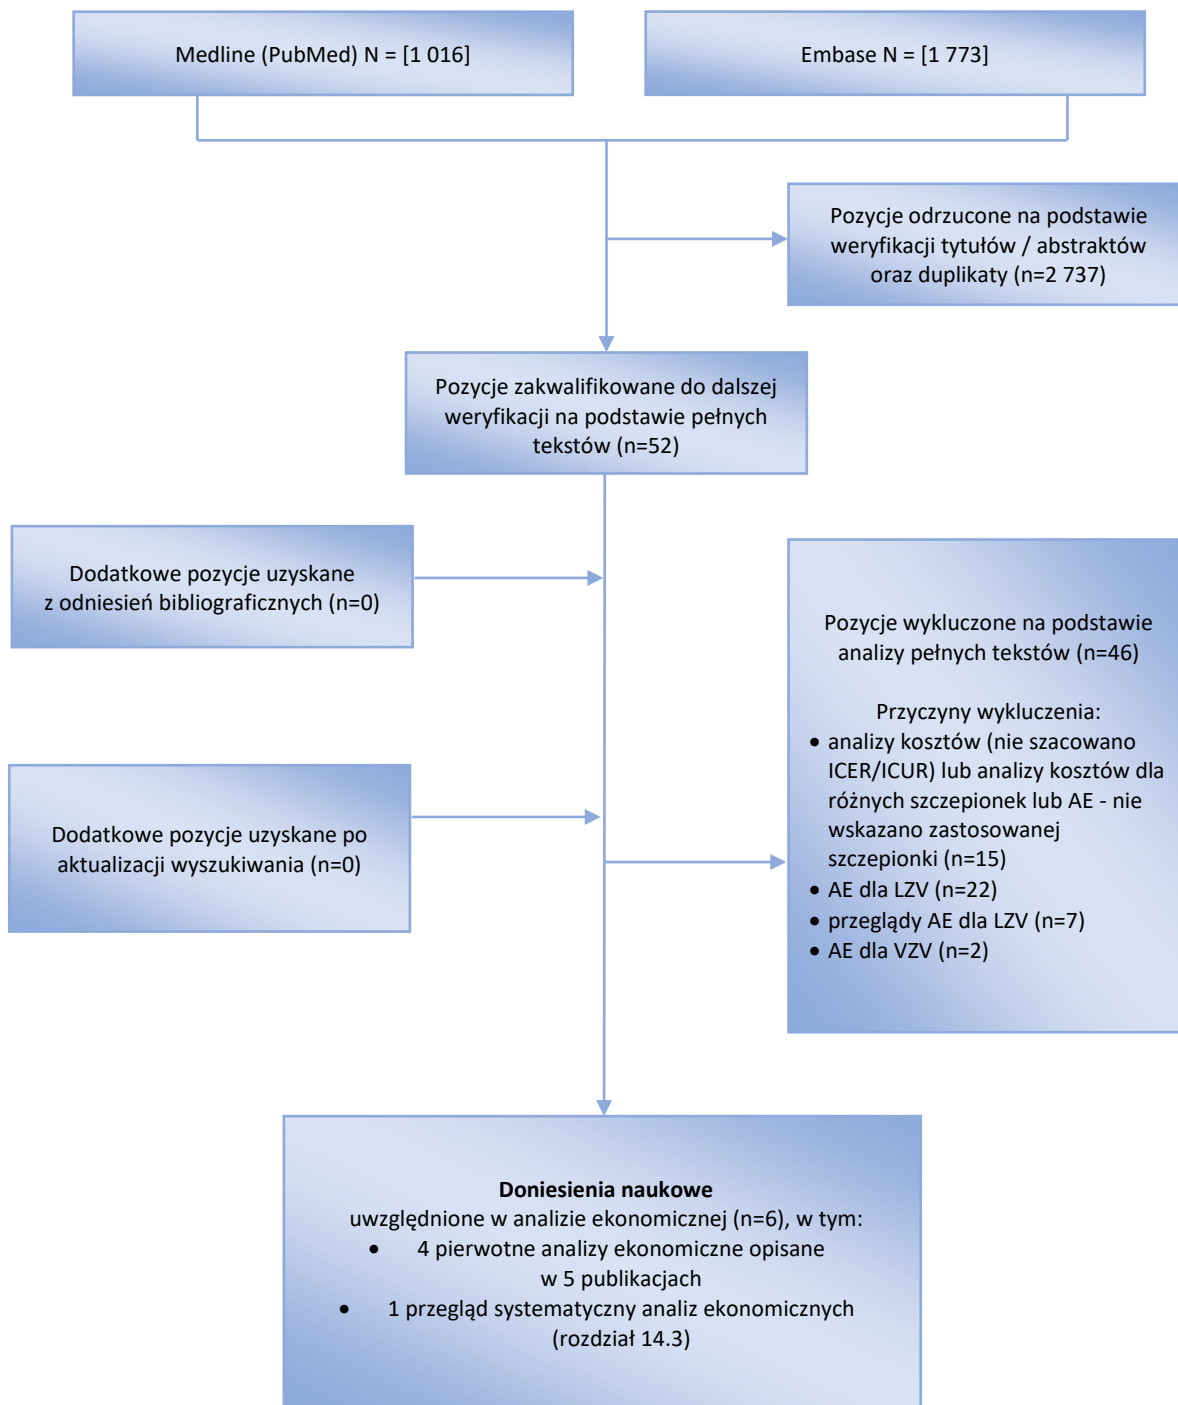 Medline (PubMed) N = [1 016]
Embase N = [1 773]
Pozycje odrzucone na podstawie
weryfikacji tytułów / abstraktów
oraz duplikaty (n=2 737)
Pozycje zakwalifikowane do dalszej
weryfikacji na podstawie pełnych
tekstów (n=52)
Dodatkowe pozycje uzyskane
z odniesień bibliograficznych (n=0)
Dodatkowe pozycje uzyskane po
aktualizacji wyszukiwania (n=0)
Pozycje wykluczone na podstawie
analizy pełnych tekstów (n=46)
Przyczyny wykluczenia:
• analizy kosztów (nie szacowano
ICER/ICUR) lub analizy kosztów dla
różnych szczepionek lub AE - nie
wskazano zastosowanej
szczepionki (n=15)
• AE dla LZV (n=22)
• przeglądy AE dla LZV (n=7)
• AE dla VZV (n=2)
Doniesienia naukowe
uwzględnione w analizie ekonomicznej (n=6), w tym:
• 4 pierwotne analizy ekonomiczne opisane
w 5 publikacjach
• 1 przegląd systematyczny analiz ekonomicznych
(rozdział 14.3)